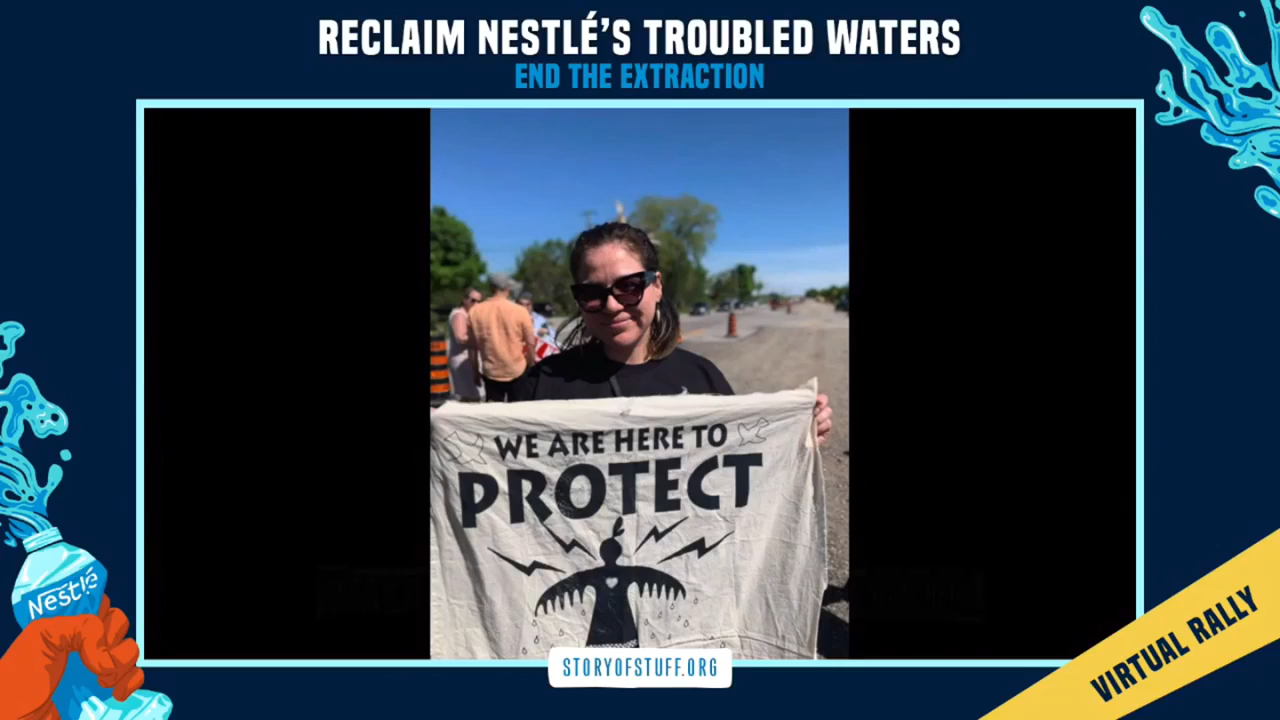 RECLAIM NESTLÉ'S TROUBLED WATERS
END THE EXTRACTION
WE ARE HERE TO
PROTECT
Nestlé
STORYOFSTUFF.ORG
VIRTUAL RALLY